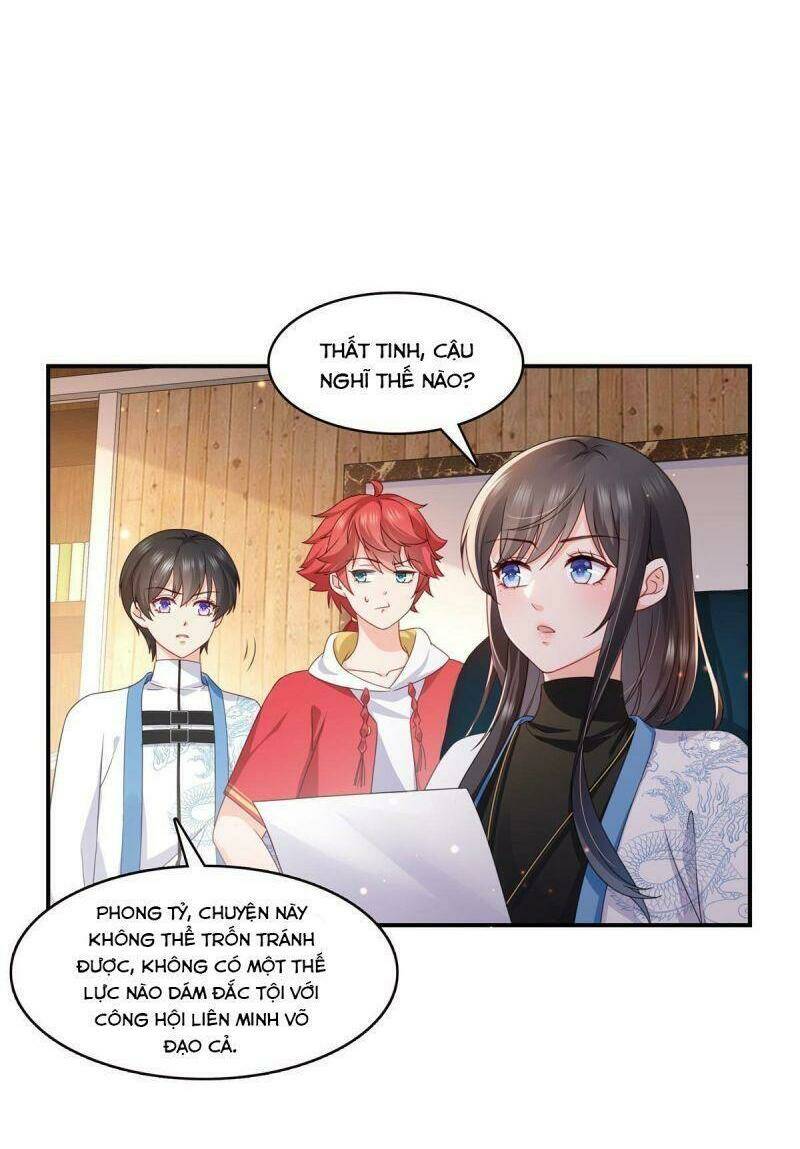 THẤT TINH, CẬU
NGHĨ THẾ NÀO?
PHONG TỶ, CHUYỆN NÀY
KHÔNG THỂ TRỐN TRÁNH
ĐƯỢC, KHÔNG CÓ MỘT THẾ
LỰC NÀO DÁM ĐẮC TỘI VỚI
CÔNG HỘI LIÊN MINH VÕ
ĐẠO CẢ.